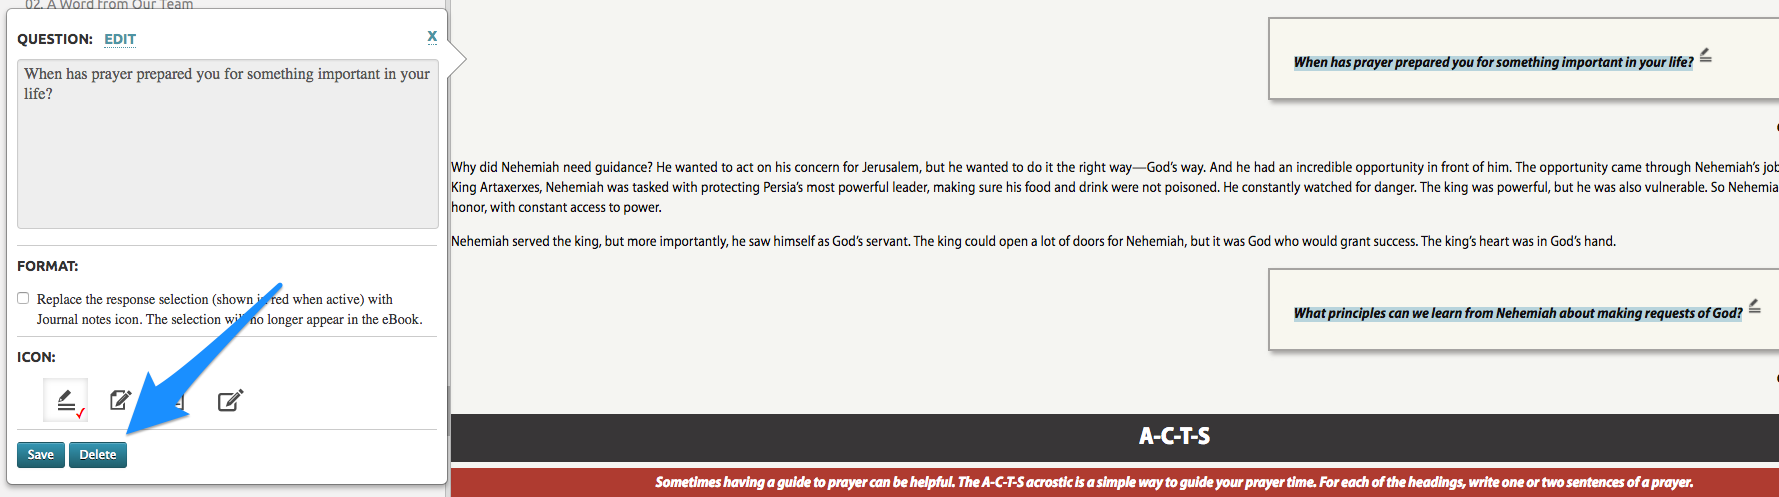 02. A Word from Our Team
QUESTION: EDIT X
When has prayer prepared you for something important in your
life?
FORMAT:
Replace the response selection (shown in red when active) with
Journal notes icon. The selection will no longer appear in the eBook.
ICON:
Save Delete
When has prayer prepared you for something important in your life?
Why did Nehemiah need guidance? He wanted to act on his concern for Jerusalem, but he wanted to do it the right way—God's way. And he had an incredible opportunity in front of him. The opportunity came through Nehemiah's job
King Artaxerxes, Nehemiah was tasked with protecting Persia's most powerful leader, making sure his food and drink were not poisoned. He constantly watched for danger. The king was powerful, but he was also vulnerable. So Nehemia
honor, with constant access to power.
Nehemiah served the king, but more importantly, he saw himself as God's servant. The king could open a lot of doors for Nehemiah, but it was God who would grant success. The king's heart was in God's hand.
What principles can we learn from Nehemiah about making requests of God?
A-C-T-S
Sometimes having a guide to prayer can be helpful. The A-C-T-S acrostic is a simple way to guide your prayer time. For each of the headings, write one or two sentences of a prayer.